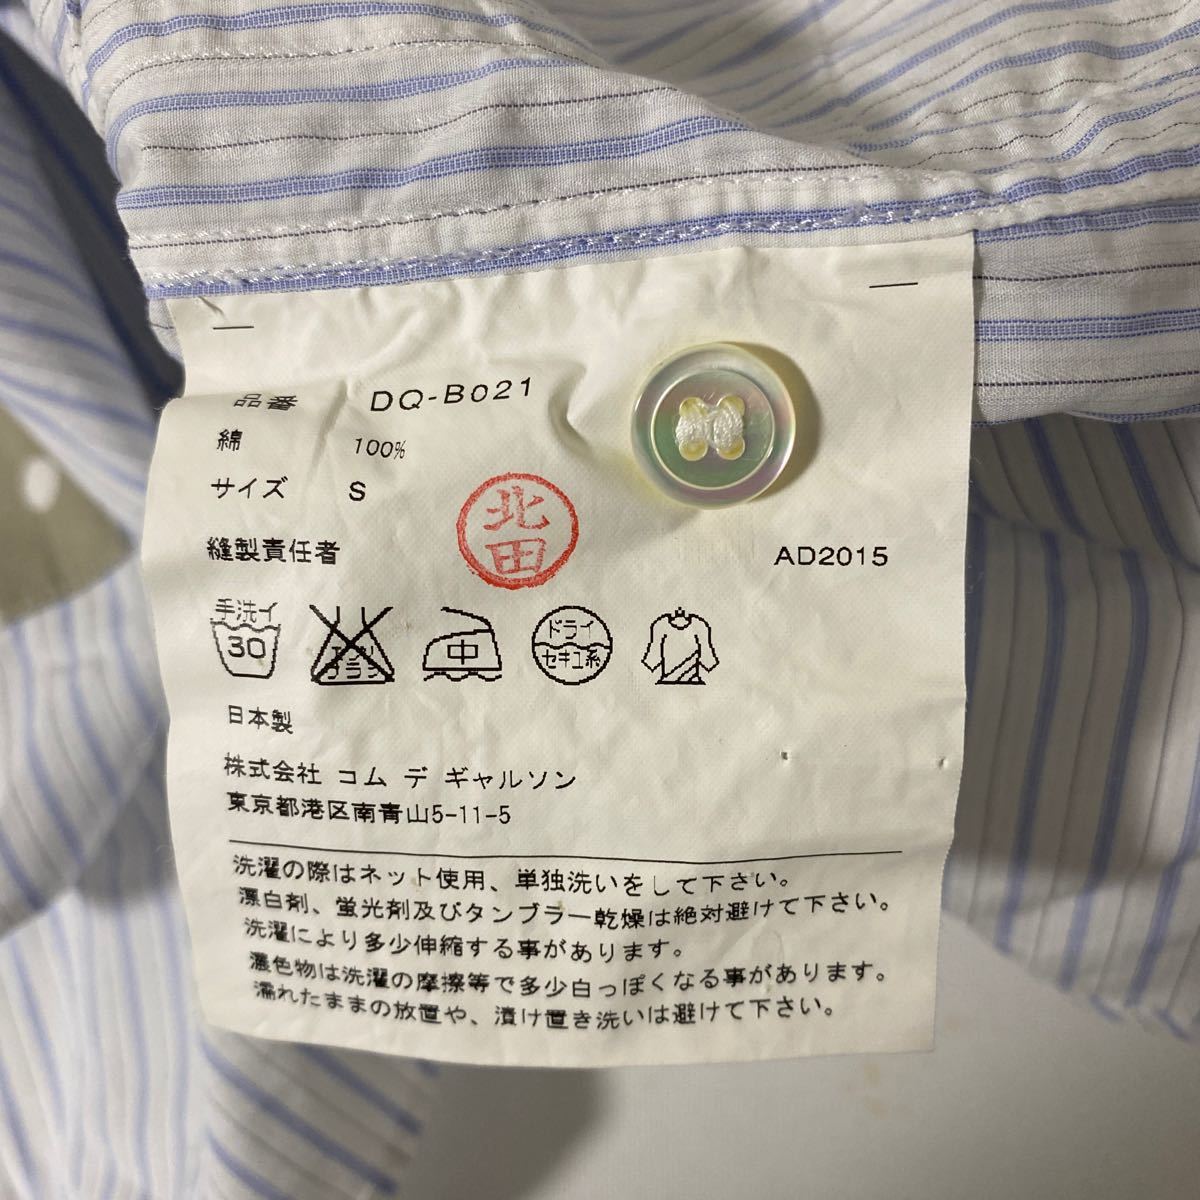 品番 DQ-B021
綿 100%
サイズ S
縫製責任者 北田 AD2015
手洗イ 30
エンソ サラシ
中
ドライ セキユ系
日本製
株式会社 コム デ ギャルソン
東京都港区南青山5-11-5
洗濯の際はネット使用、単独洗いをして下さい。
漂白剤、蛍光剤及びタンブラー乾燥は絶対避けて下さい。
洗濯により多少伸縮する事があります。
濃色物は洗濯の摩擦等で多少白っぽくなる事があります。
濡れたままの放置や、漬け置き洗いは避けて下さい。